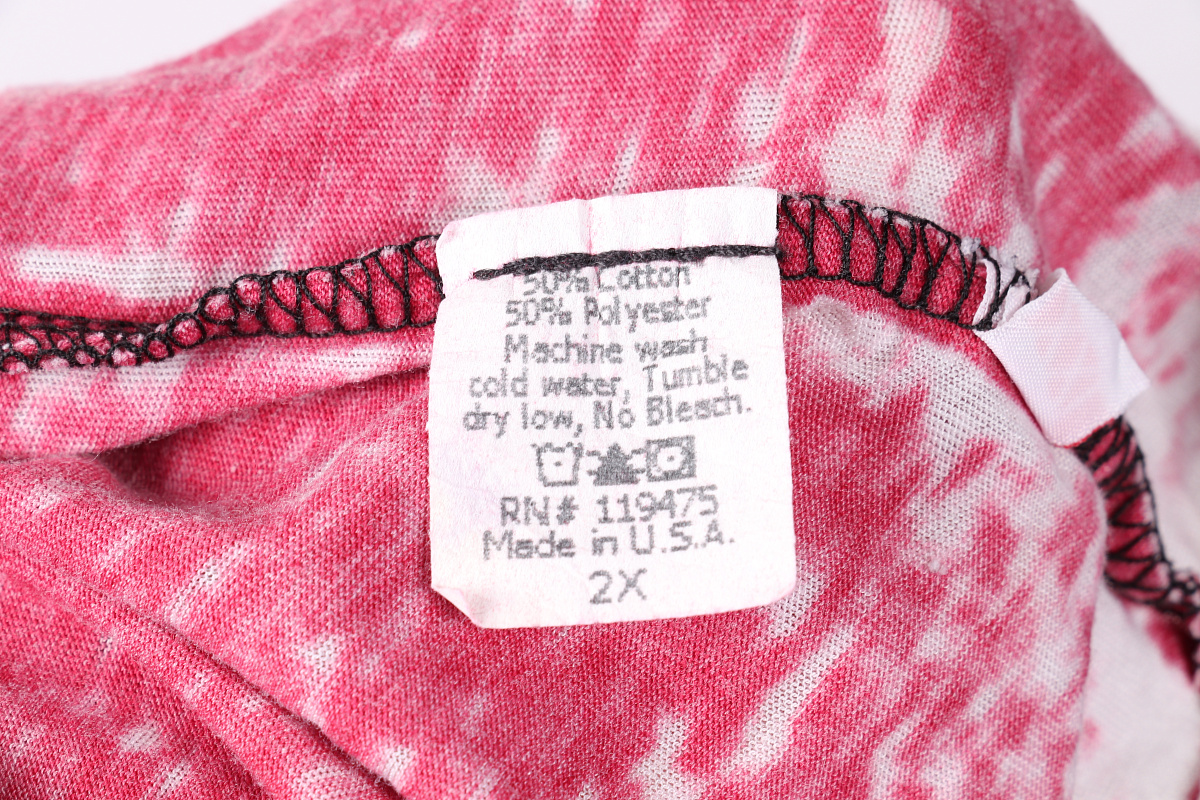 50% Cotton
50% Polyester
Machine wash
cold water, Tumble
dry low, No Bleach.
RN# 119475
Made in U.S.A.
2X